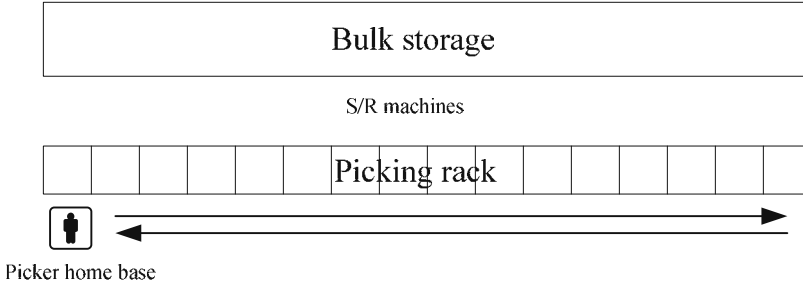 Bulk storage
S/R machines
Picking rack
Picker home base